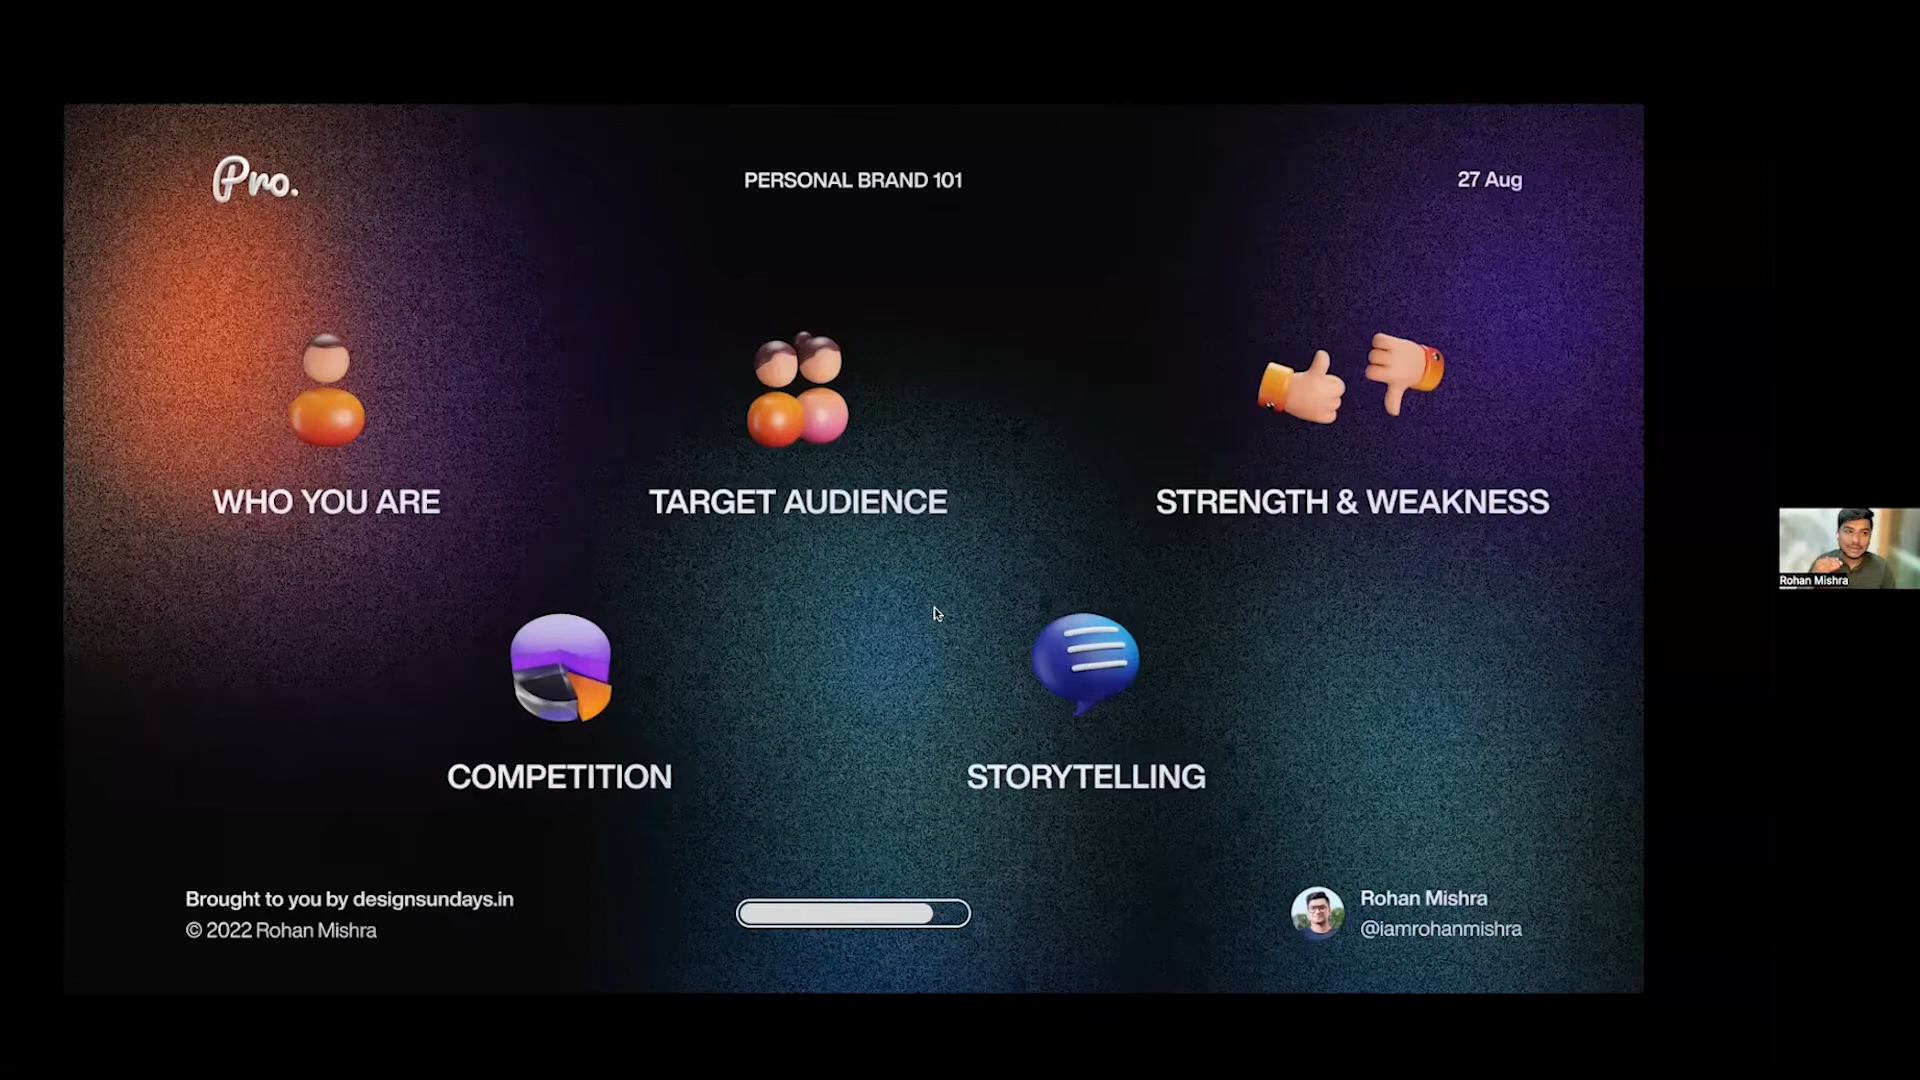 Pro.
PERSONAL BRAND 101
27 Aug
WHO YOU ARE
TARGET AUDIENCE
STRENGTH & WEAKNESS
COMPETITION
STORYTELLING
Brought to you by designsundays.in
© 2022 Rohan Mishra
Rohan Mishra
@iamrohanmishra
Rohan Mishra